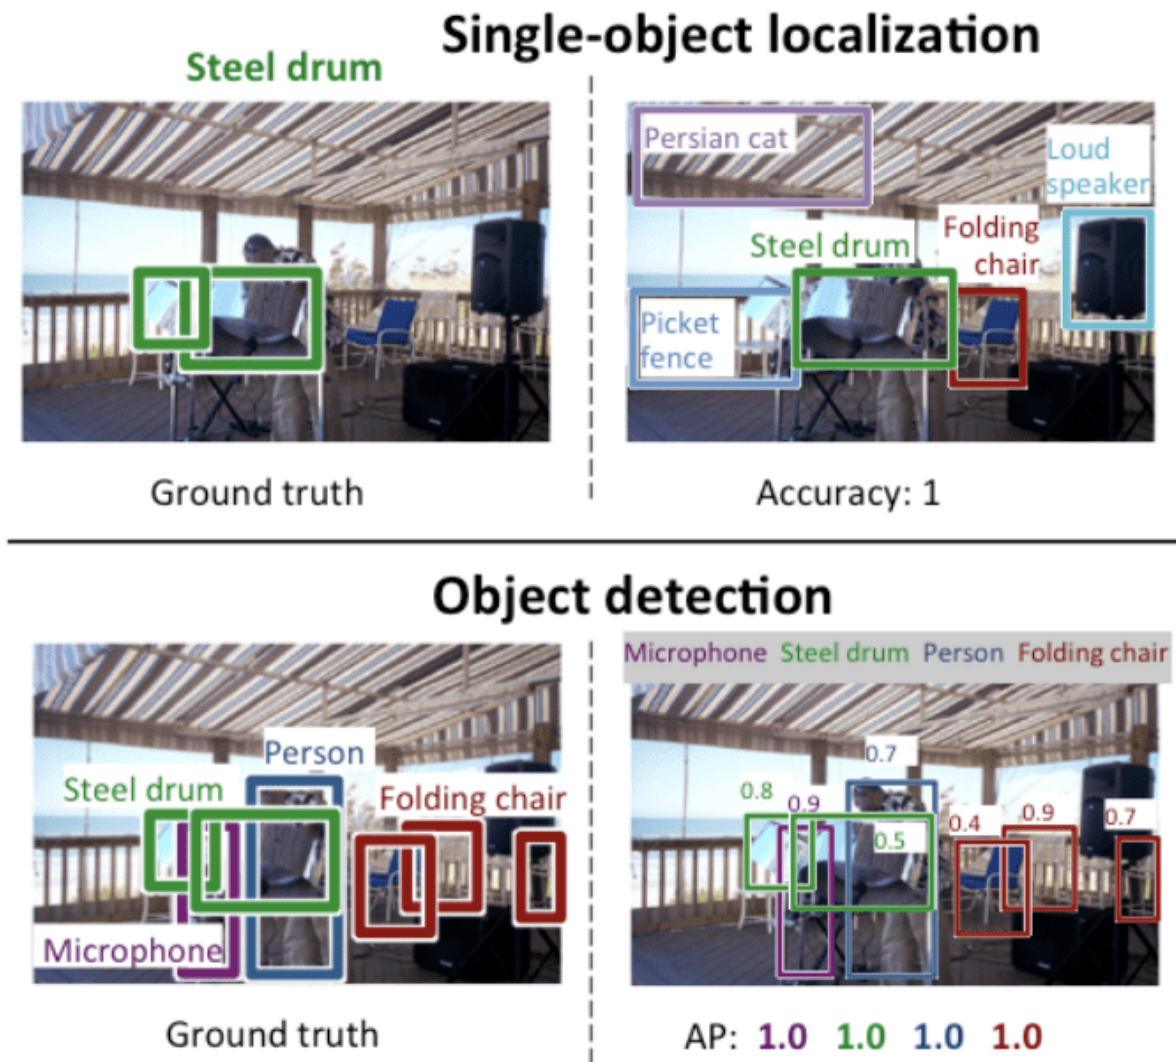 Single-object localization
Steel drum
Persian cat
Loud
speaker
Steel drum
Folding
chair
Picket
fence
Ground truth
Accuracy: 1
Object detection
Microphone Steel drum Person Folding chair
Person
Steel drum
Folding chair
Microphone
0.7
0.8
0.9
0.5
0.4
0.9
0.7
Ground truth
AP: 1.0 1.0 1.0 1.0